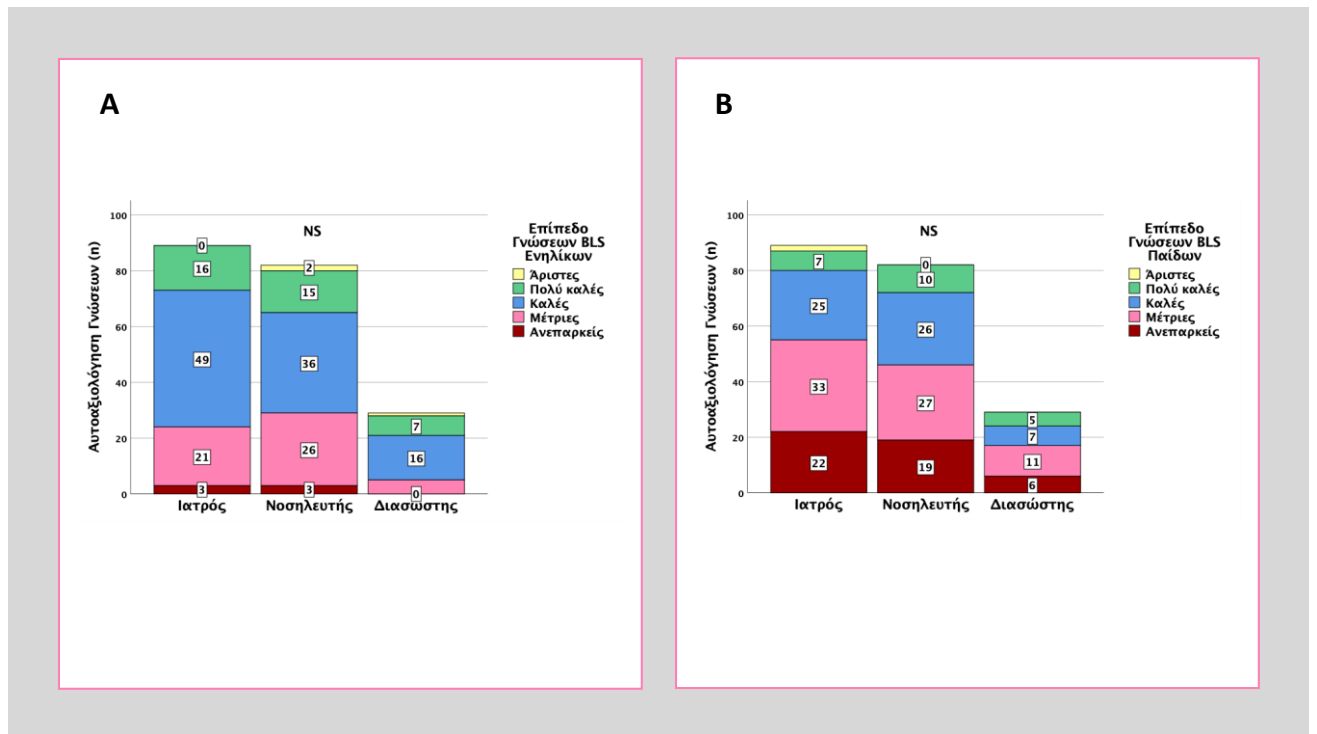 A
Αυτοαξιολόγηση Γνώσεων (n)
100
80
60
40
20
0
NS
0
16
49
21
3
2
15
36
26
3
7
16
0
Ιατρός
Νοσηλευτής
Διασώστης
Επίπεδο
Γνώσεων BLS
Ενηλίκων
Άριστες
Πολύ καλές
Καλές
Μέτριες
Ανεπαρκείς
B
Αυτοαξιολόγηση Γνώσεων (n)
100
80
60
40
20
0
NS
7
25
33
22
0
10
26
27
19
5
7
11
6
Ιατρός
Νοσηλευτής
Διασώστης
Επίπεδο
Γνώσεων BLS
Παίδων
Άριστες
Πολύ καλές
Καλές
Μέτριες
Ανεπαρκείς